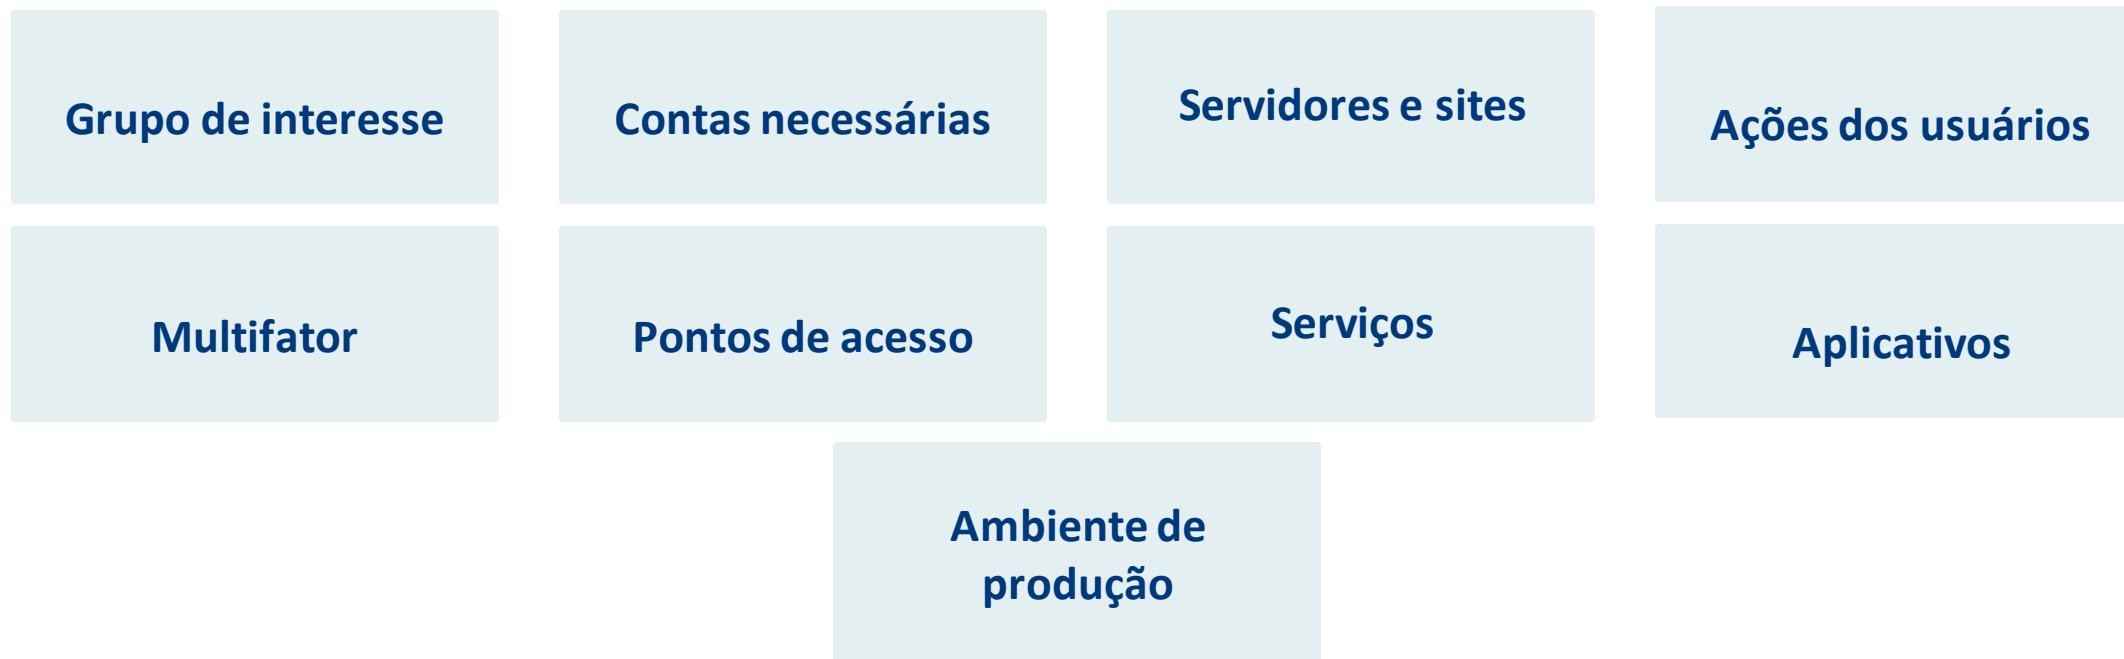 Grupo de interesse
Contas necessárias
Servidores e sites
Ações dos usuários
Multifator
Pontos de acesso
Serviços
Aplicativos
Ambiente de
produção